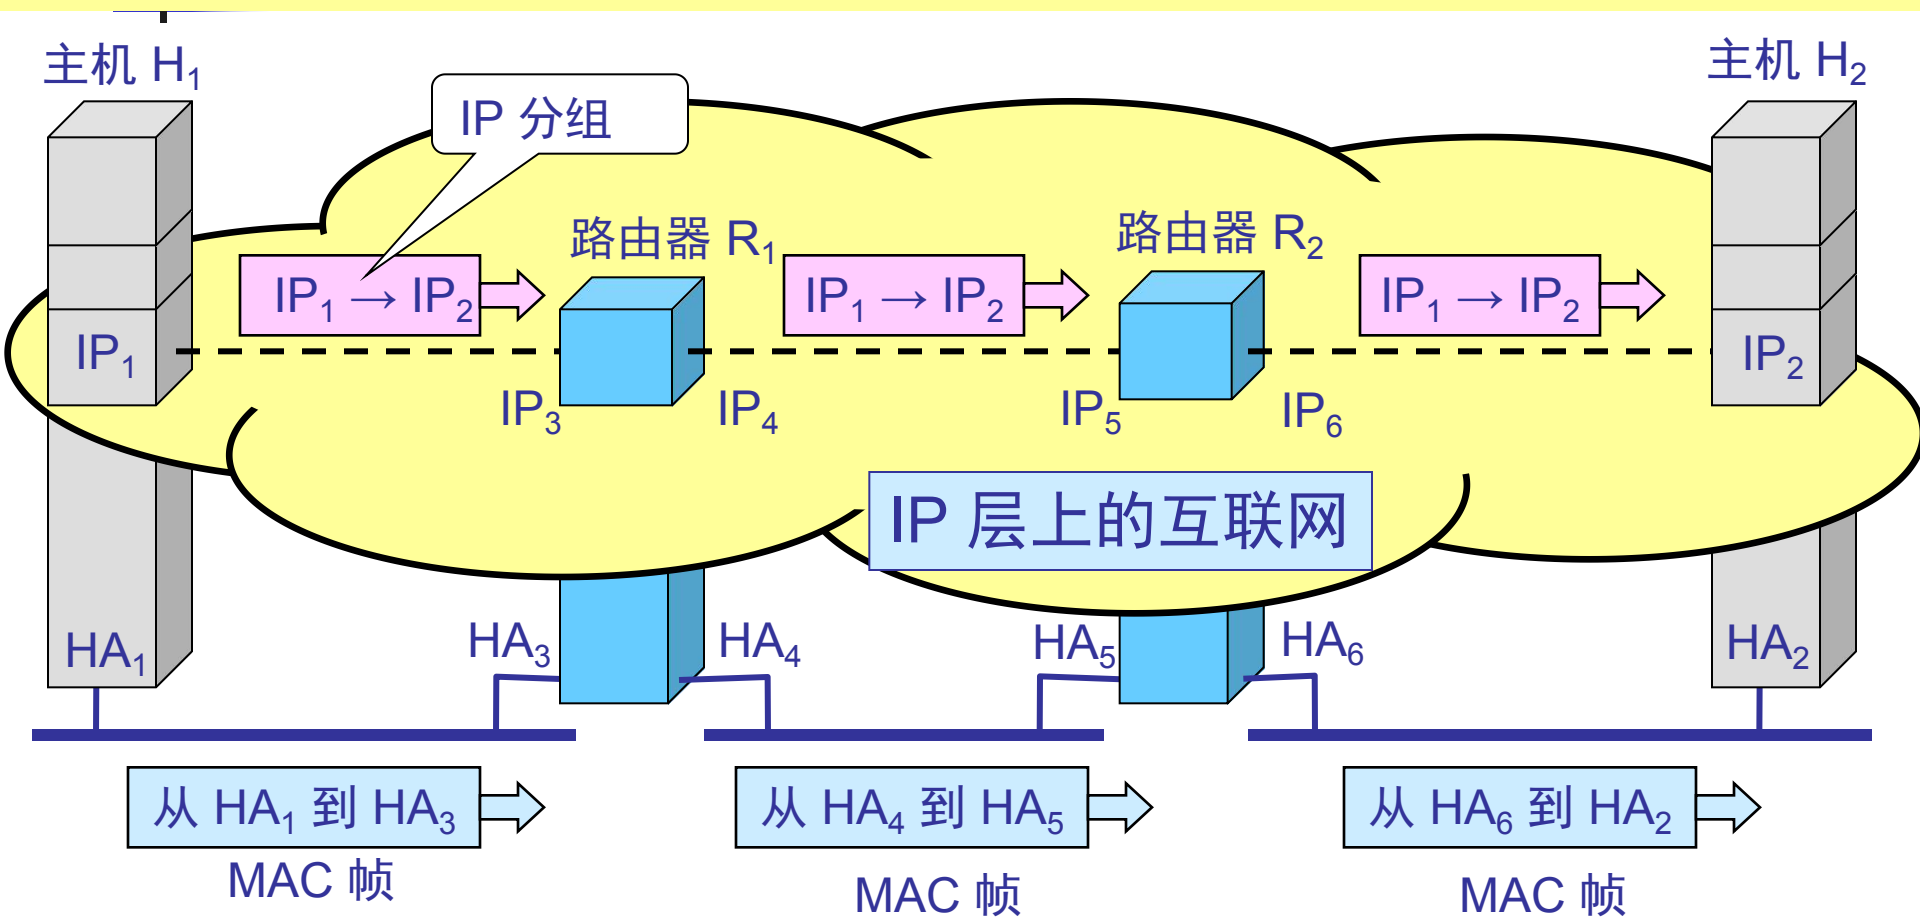 主机 H₁
主机 H₂
IP 分组
路由器 R₁
路由器 R₂
IP₁ → IP₂
IP₁ → IP₂
IP₁ → IP₂
IP₁
IP₂
IP₃
IP₄
IP₅
IP₆
IP 层上的互联网
HA₁
HA₃
HA₄
HA₅
HA₆
HA₂
从 HA₁ 到 HA₃
从 HA₄ 到 HA₅
从 HA₆ 到 HA₂
MAC 帧
MAC 帧
MAC 帧